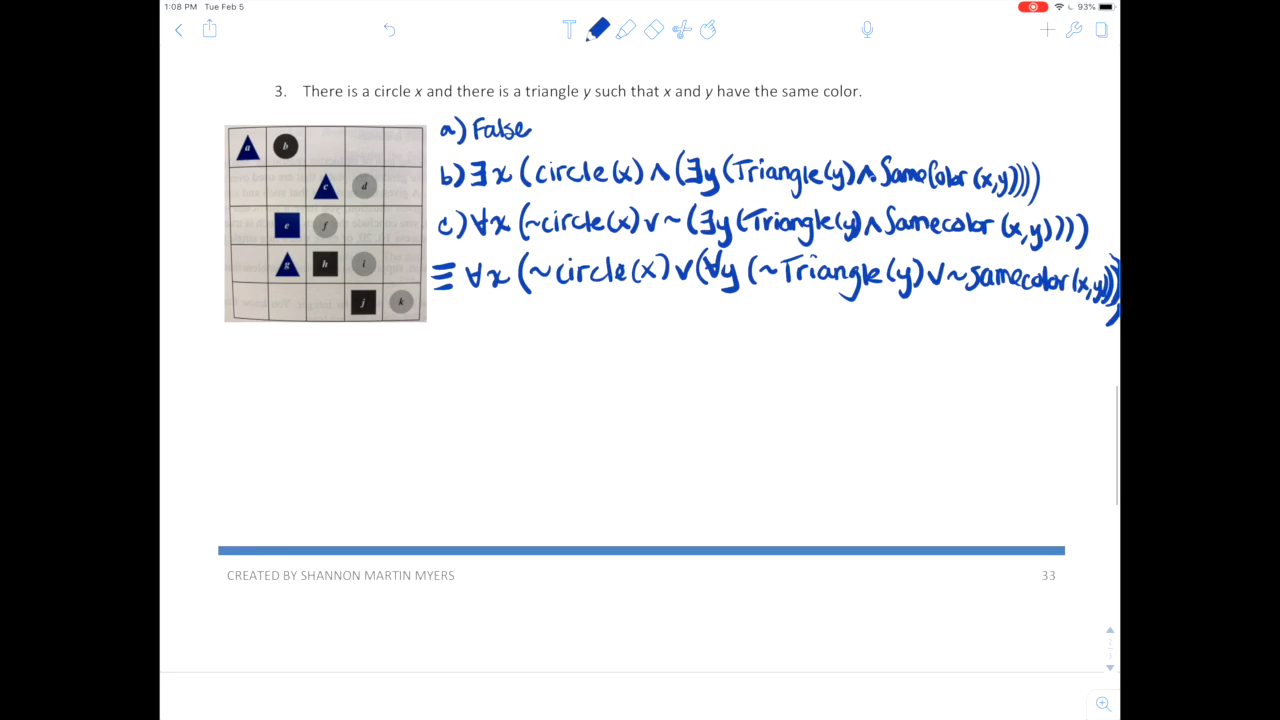 1:08 PM Tue Feb 5
93%
T
3. There is a circle x and there is a triangle y such that x and y have the same color.
a
b
c
d
e
f
g
h
i
j
k
a) False
b) ∃x (circle(x) ∧ (∃y (Triangle(y) ∧ SameColor (x,y))))
c) ∀x (~circle(x) ∨ ~ (∃y (Triangle(y) ∧ Samecolor (x,y))))
≡ ∀x (~circle(x) ∨ (∀y (~Triangle(y) ∨ ~samecolor (x,y))))
CREATED BY SHANNON MARTIN MYERS
33